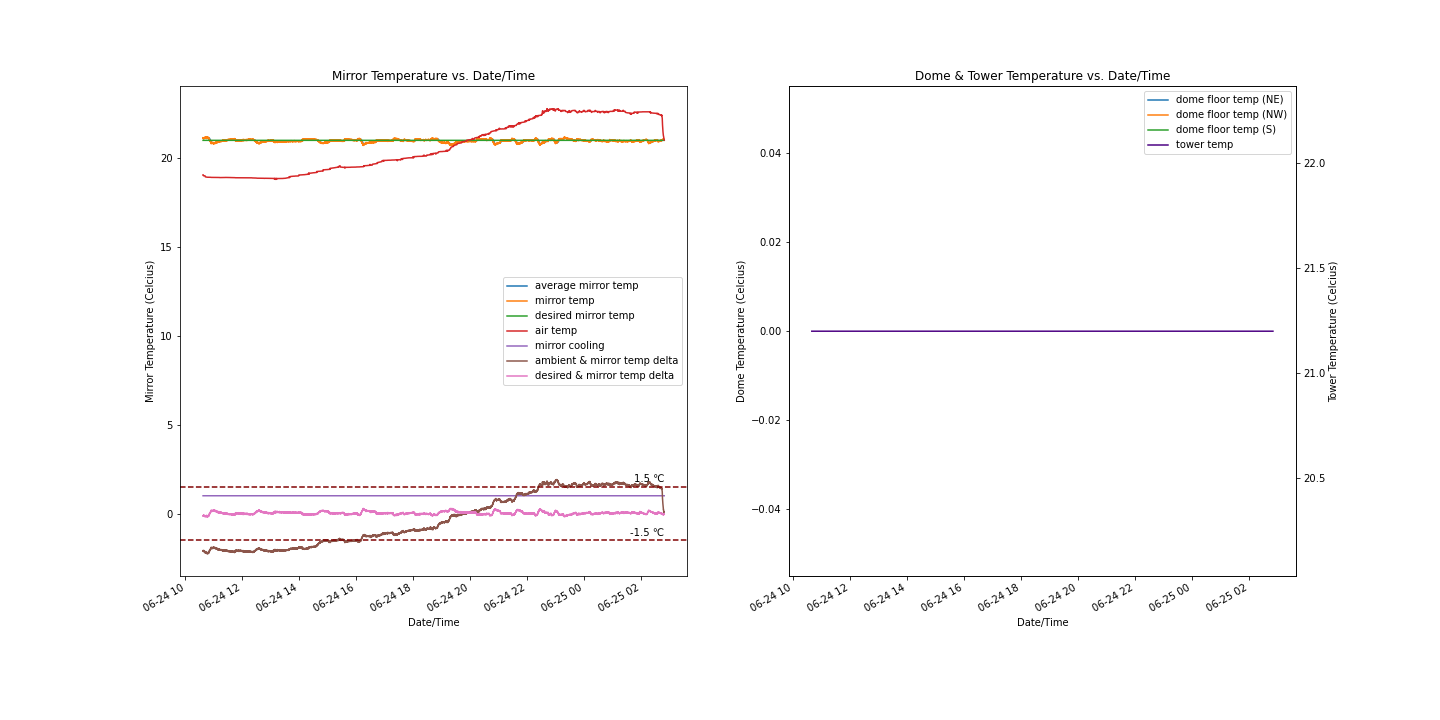 Mirror Temperature vs. Date/Time
Mirror Temperature (Celcius)
20
15
10
5
0
average mirror temp
mirror temp
desired mirror temp
air temp
mirror cooling
ambient & mirror temp delta
desired & mirror temp delta
1.5 °C
-1.5 °C
06-24 10
06-24 12
06-24 14
06-24 16
06-24 18
06-24 20
06-24 22
06-25 00
06-25 02
Date/Time
Dome & Tower Temperature vs. Date/Time
Dome Temperature (Celcius)
0.04
0.02
0.00
−0.02
−0.04
dome floor temp (NE)
dome floor temp (NW)
dome floor temp (S)
tower temp
22.0
21.5
21.0
20.5
Tower Temperature (Celcius)
06-24 10
06-24 12
06-24 14
06-24 16
06-24 18
06-24 20
06-24 22
06-25 00
06-25 02
Date/Time